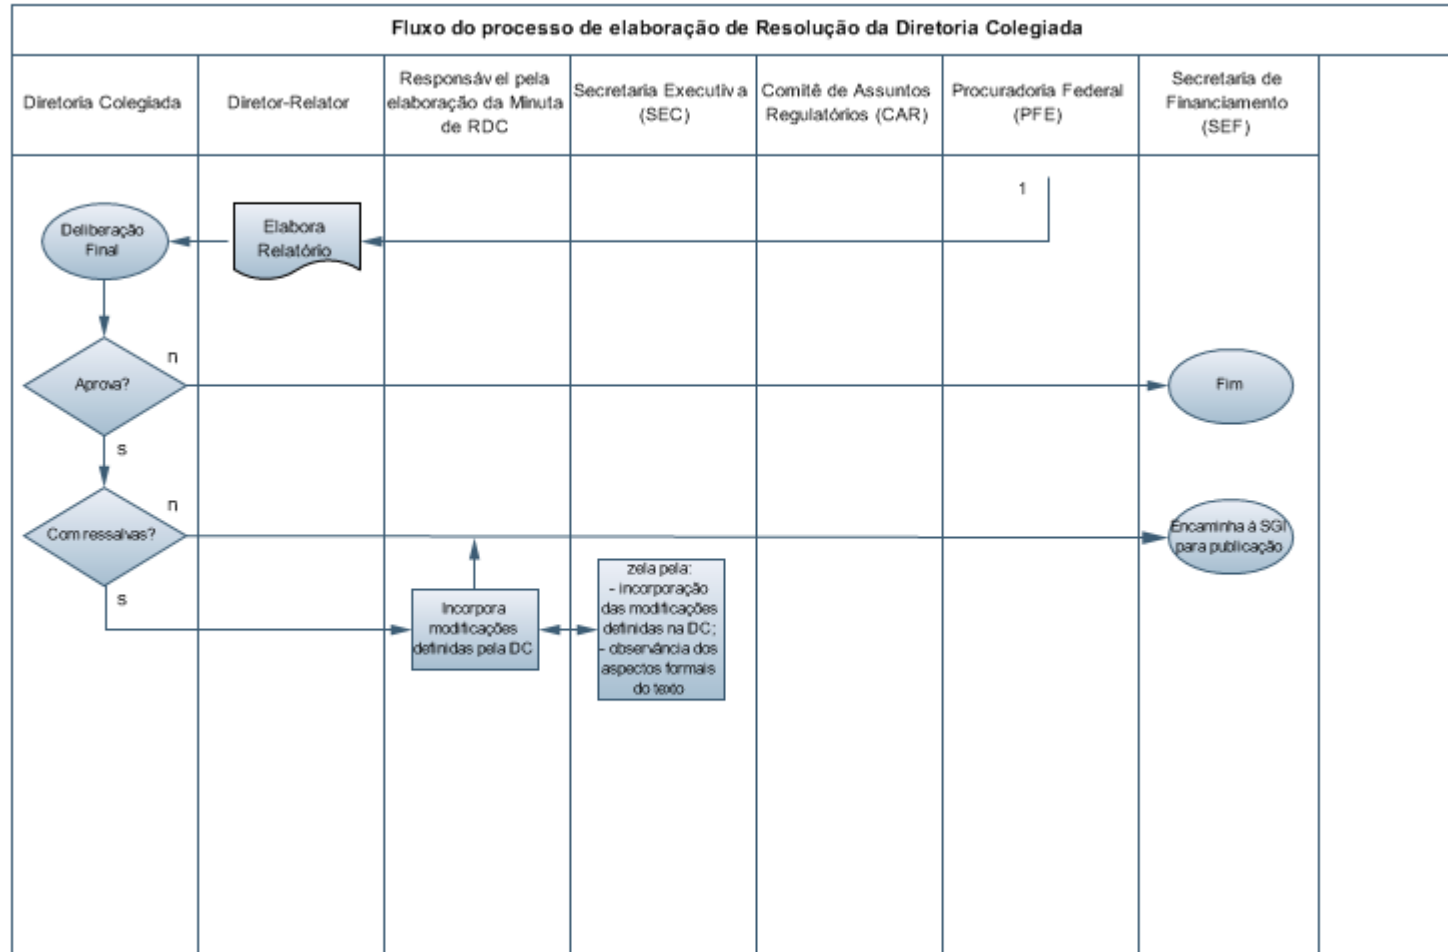 Fluxo do processo de elaboração de Resolução da Diretoria Colegiada
Diretoria Colegiada
Diretor-Relator
Responsável pela
elaboração da Minuta
de RDC
Secretaria Executiva
(SEC)
Comitê de Assuntos
Regulatórios (CAR)
Procuradoria Federal
(PFE)
Secretaria de
Financiamento
(SEF)
1
Deliberação
Final
Elabora
Relatório
n
Aprova?
Fim
s
n
Com ressalvas?
Encaminha à SGI
para publicação
s
Incorpora
modificações
definidas pela DC
zela pela:
- incorporação
das modificações
definidas na DC;
- observância dos
aspectos formais
do texto